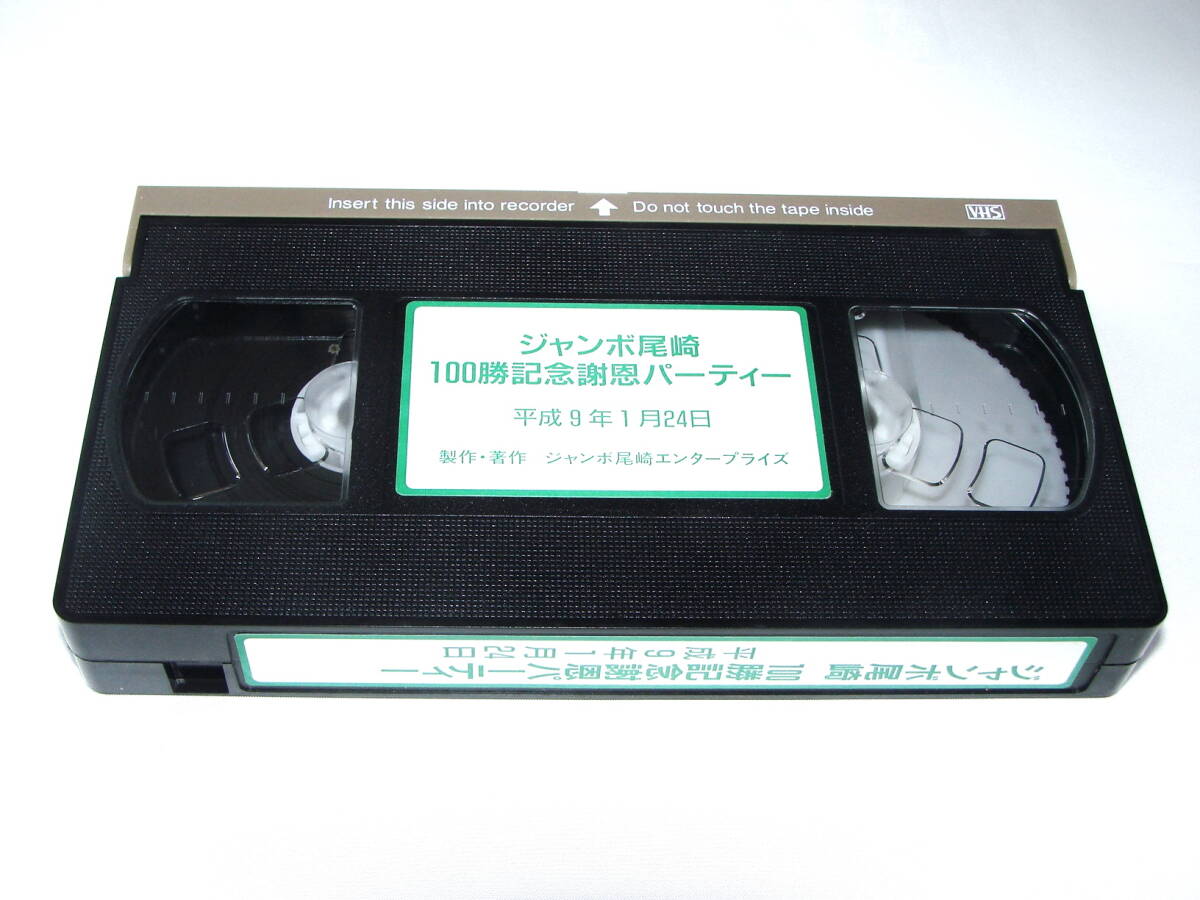 Insert this side into recorder Do not touch the tape inside VHS
ジャンボ尾崎
100勝記念謝恩パーティー
平成9年1月24日
製作・著作 ジャンボ尾崎エンタープライズ
ジャンボ尾崎 100勝記念謝恩パーティー
平成9年1月24日